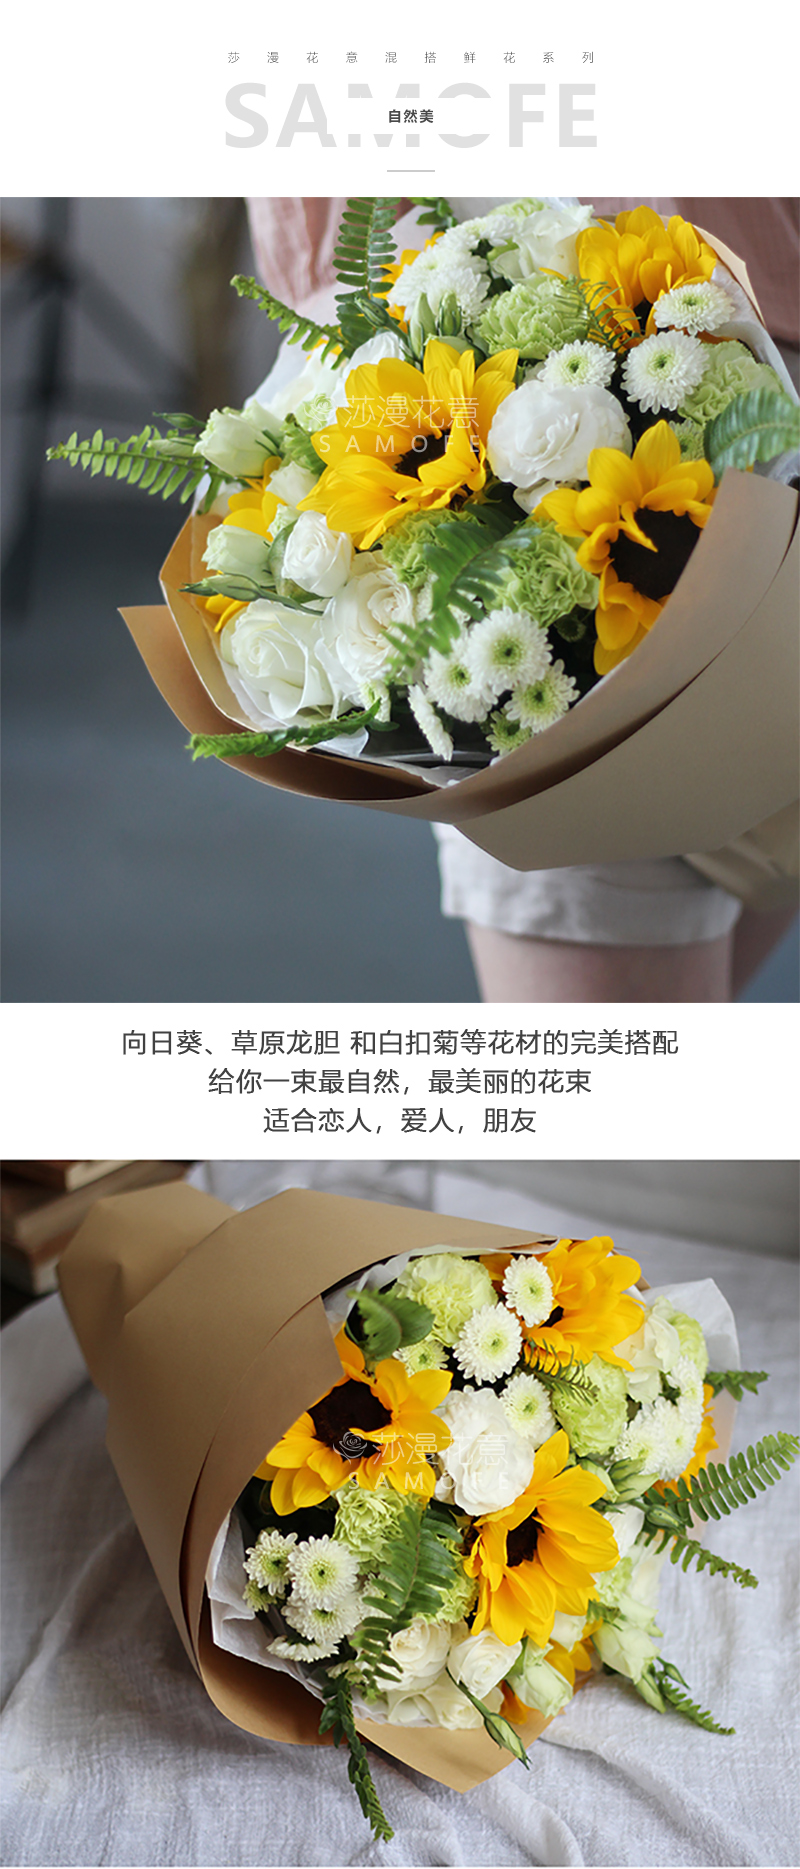 莎漫花意混搭鲜花系列
SAMOFE
自然美
莎漫花意
SAMOFE
向日葵、草原龙胆 和白扣菊等花材的完美搭配
给你一束最自然，最美丽的花束
适合恋人，爱人，朋友
莎漫花意
SAMOFE